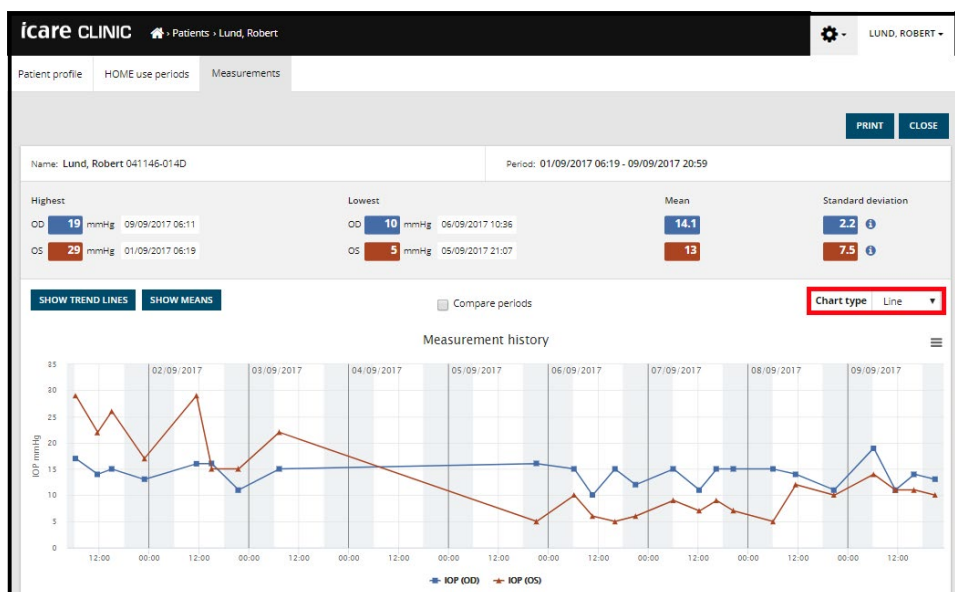 icare CLINIC › Patients › Lund, Robert LUND, ROBERT
Patient profile HOME use periods Measurements
PRINT CLOSE
Name: Lund, Robert 041146-014D Period: 01/09/2017 06:19 - 09/09/2017 20:59
Highest Lowest Mean Standard deviation
OD 19 mmHg 09/09/2017 06:11 OD 10 mmHg 06/09/2017 10:36 14.1 2.2
OS 29 mmHg 01/09/2017 06:19 OS 5 mmHg 05/09/2017 21:07 13 7.5
SHOW TREND LINES SHOW MEANS Compare periods Chart type Line
Measurement history
35 02/09/2017 03/09/2017 04/09/2017 05/09/2017 06/09/2017 07/09/2017 08/09/2017 09/09/2017
30
25
20
IOP mmHg
15
10
5
0
12:00 00:00 12:00 00:00 12:00 00:00 12:00 00:00 12:00 00:00 12:00 00:00 12:00 00:00 12:00 00:00 12:00
IOP (OD) IOP (OS)